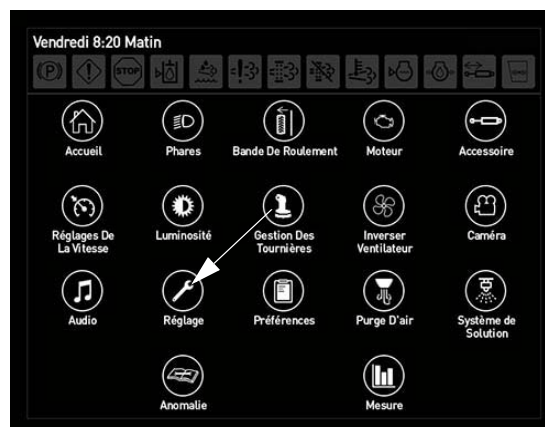 Vendredi 8:20 Matin
(P) STOP
Accueil Phares Bande De Roulement Moteur Accessoire
Réglages De La Vitesse Luminosité Gestion Des Tournières Inverser Ventilateur Caméra
Audio Réglage Préférences Purge D'air Système de Solution
Anomalie Mesure